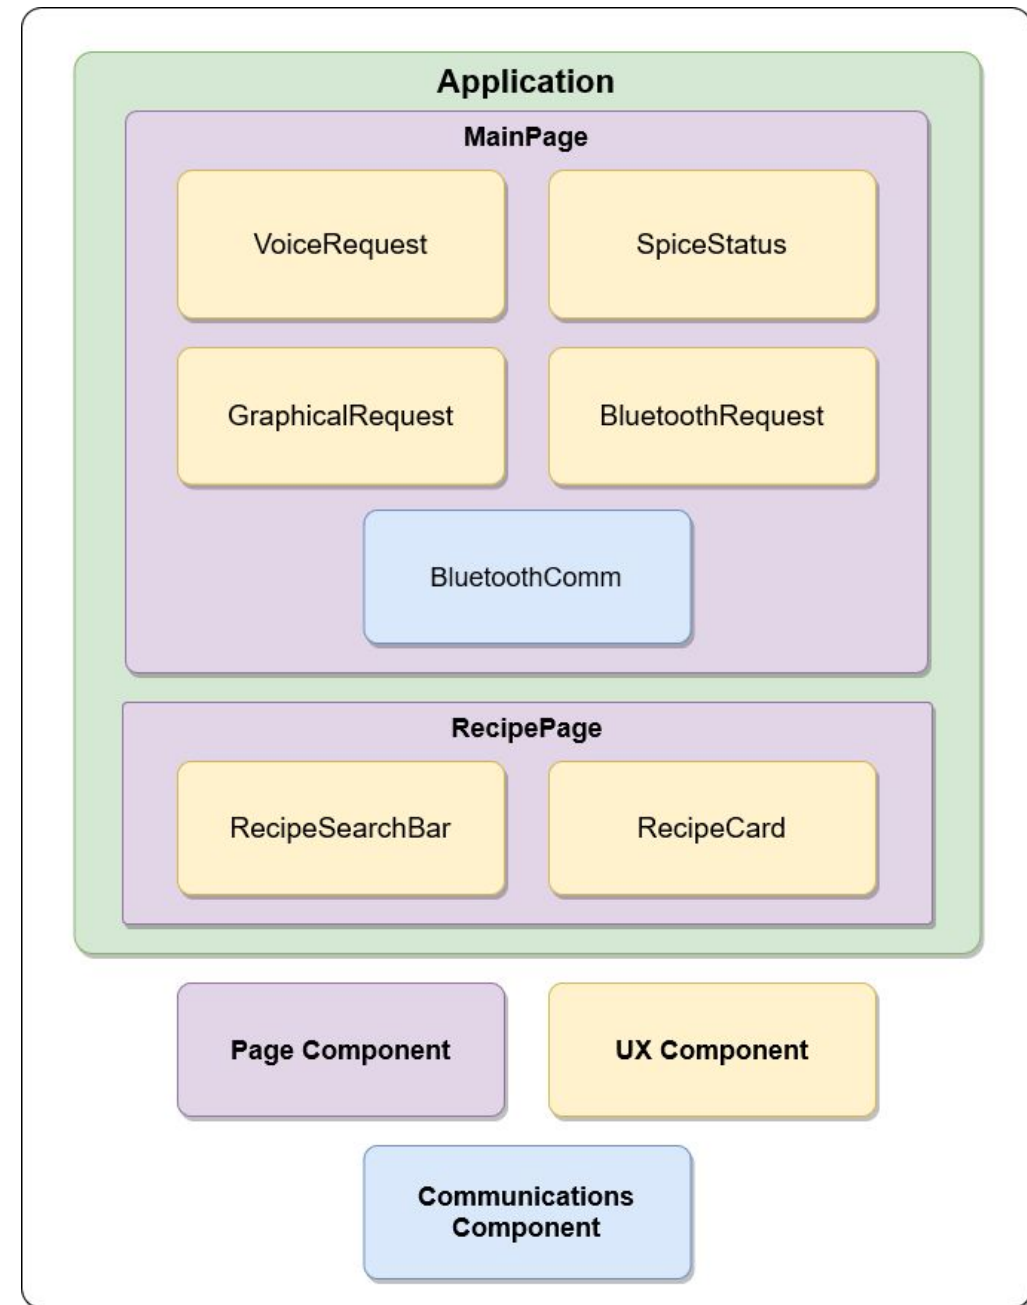 Application
MainPage
VoiceRequest
SpiceStatus
GraphicalRequest
BluetoothRequest
BluetoothComm
RecipePage
RecipeSearchBar
RecipeCard
Page Component
UX Component
Communications
Component